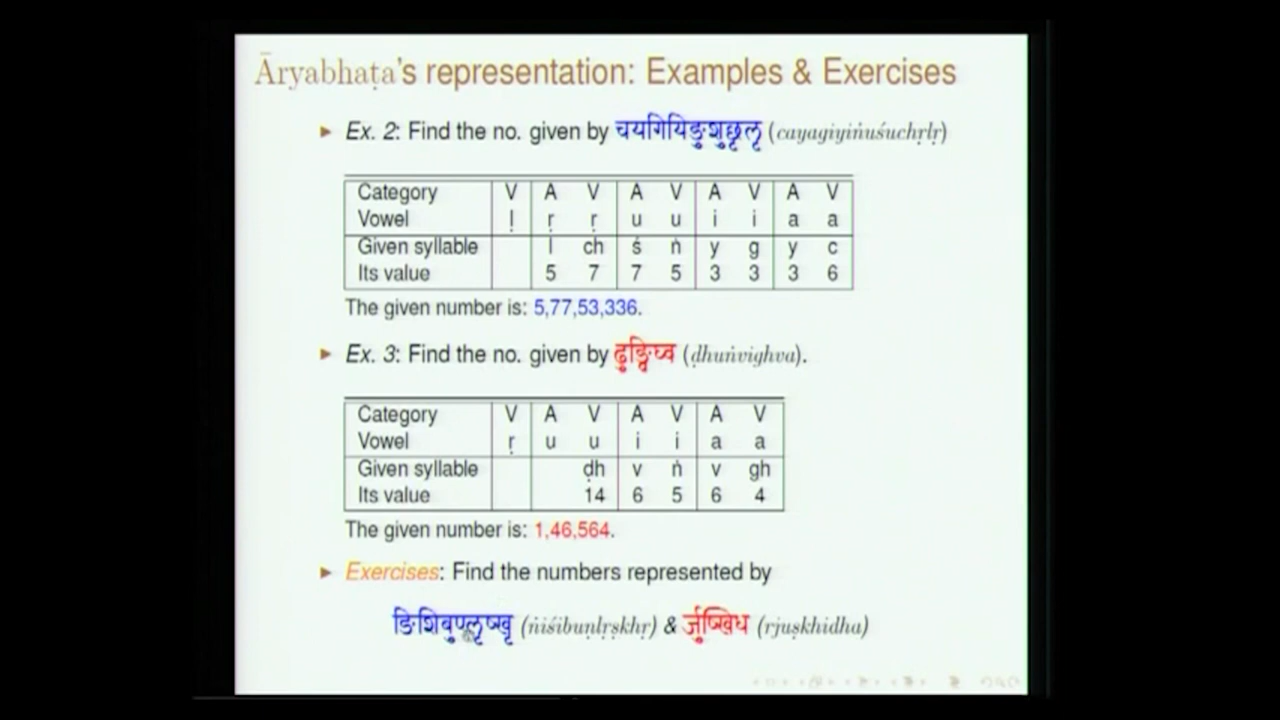 Āryabhaṭa's representation: Examples & Exercises
► Ex. 2: Find the no. given by चयगियिङुशुछृलृ (cayagiyiṅuśuchṛlṛ)
Category V A V A V A V A V
Vowel ḷ ṛ ṛ u u i i a a
Given syllable l ch ś ṅ y g y c
Its value 5 7 7 5 3 3 3 6
The given number is: 5,77,53,336.
► Ex. 3: Find the no. given by ढुङ्विघ्व (ḍhuṅvighva).
Category V A V A V A V
Vowel ṛ u u i i a a
Given syllable ḍh v ṅ v gh
Its value 14 6 5 6 4
The given number is: 1,46,564.
► Exercises: Find the numbers represented by
ङिशिबुण्लृष्खृ (ṅiśibuṇlṛṣkhṛ) & र्जुष्खिध (rjuṣkhidha)